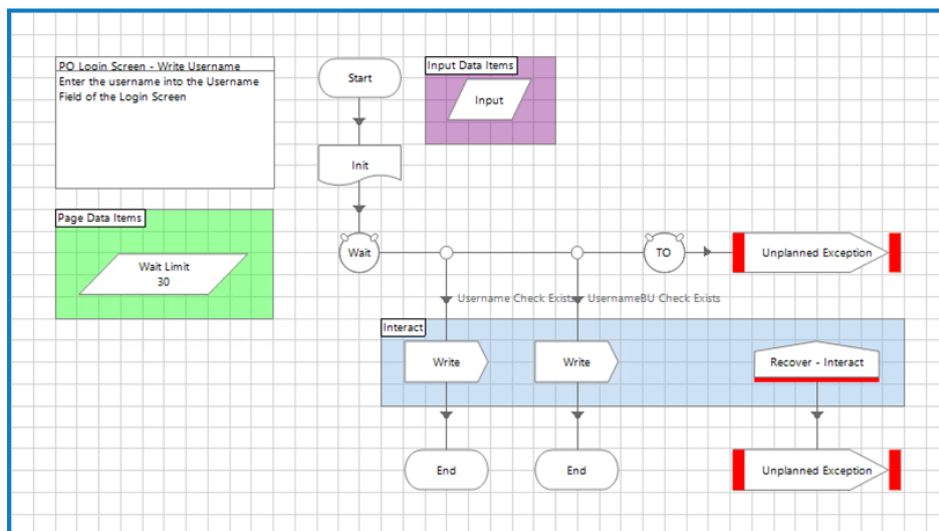 PO Login Screen - Write Username
Enter the username into the Username
Field of the Login Screen
Start
Input Data Items
Input
Init
Page Data Items
Wait Limit
30
Wait
TO
Unplanned Exception
Username Check Exists
UsernameBU Check Exists
Interact
Write
Write
Recover - Interact
End
End
Unplanned Exception